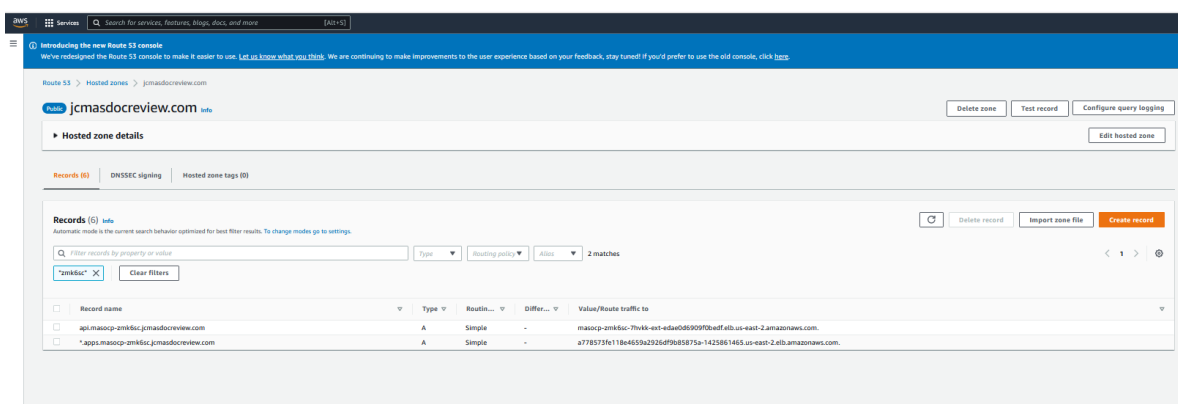 aws Services Search for services, features, blogs, docs, and more [Alt+S]
Introducing the new Route 53 console
We've redesigned the Route 53 console to make it easier to use. Let us know what you think. We are continuing to make improvements to the user experience based on your feedback, stay tuned! If you'd prefer to use the old console, click here.
Route 53 > Hosted zones > jcmasdocreview.com
Public jcmasdocreview.com Info Delete zone Test record Configure query logging
Hosted zone details Edit hosted zone
Records (6) DNSSEC signing Hosted zone tags (0)
Records (6) Info Delete record Import zone file Create record
Automatic mode is the current search behavior optimized for best filter results. To change modes go to settings.
Filter records by property or value Type Routing policy Alias 2 matches < 1 >
"zmk6sc" X Clear filters
Record name Type Routin... Differ... Value/Route traffic to
api.masocp-zmk6sc.jcmasdocreview.com A Simple - masocp-zmk6sc-7hvkk-ext-edae0d6909f0bedf.elb.us-east-2.amazonaws.com.
*.apps.masocp-zmk6sc.jcmasdocreview.com A Simple - a778573fe118e4659a2926df9b85875a-1425861465.us-east-2.elb.amazonaws.com.